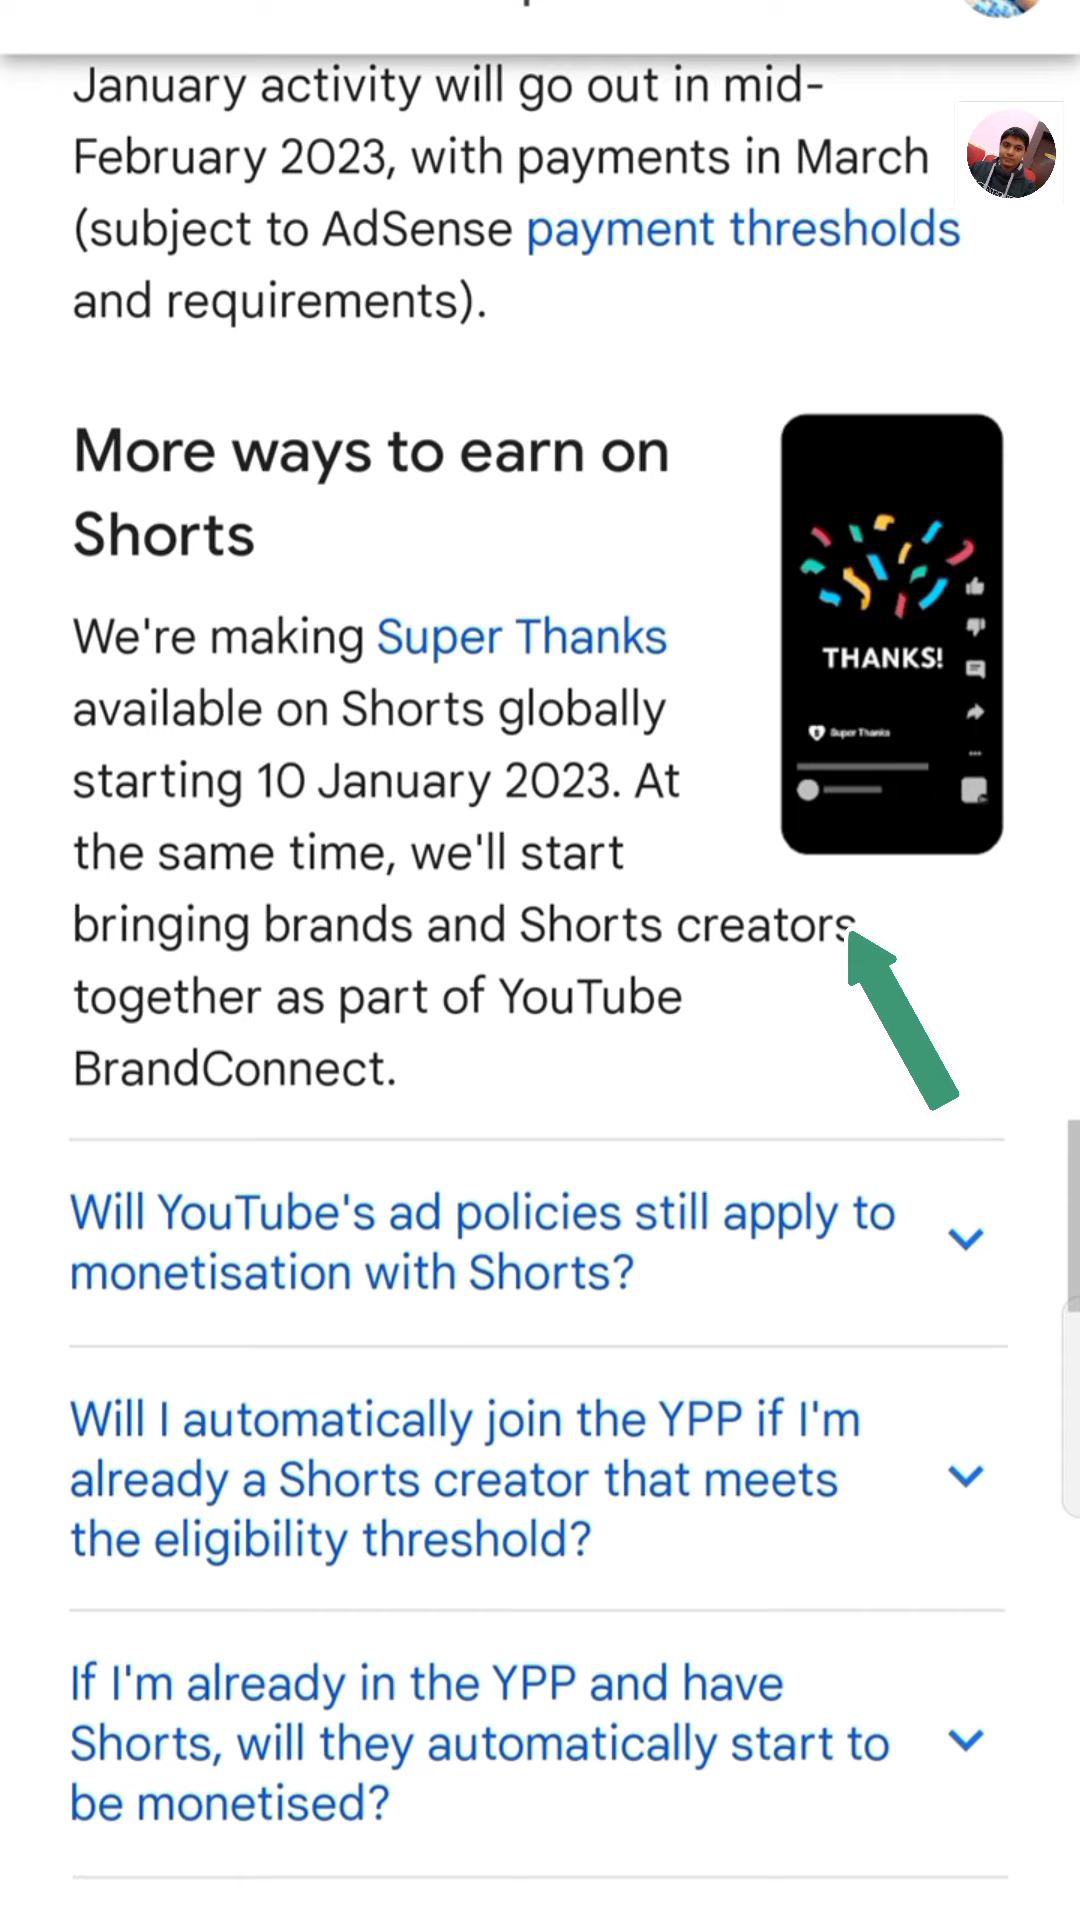 January activity will go out in mid-
February 2023, with payments in March
(subject to AdSense payment thresholds
and requirements).
More ways to earn on
Shorts
THANKS!
Super Thanks
We're making Super Thanks
available on Shorts globally
starting 10 January 2023. At
the same time, we'll start
bringing brands and Shorts creators
together as part of YouTube
BrandConnect.
Will YouTube's ad policies still apply to
monetisation with Shorts?
Will I automatically join the YPP if I'm
already a Shorts creator that meets
the eligibility threshold?
If I'm already in the YPP and have
Shorts, will they automatically start to
be monetised?